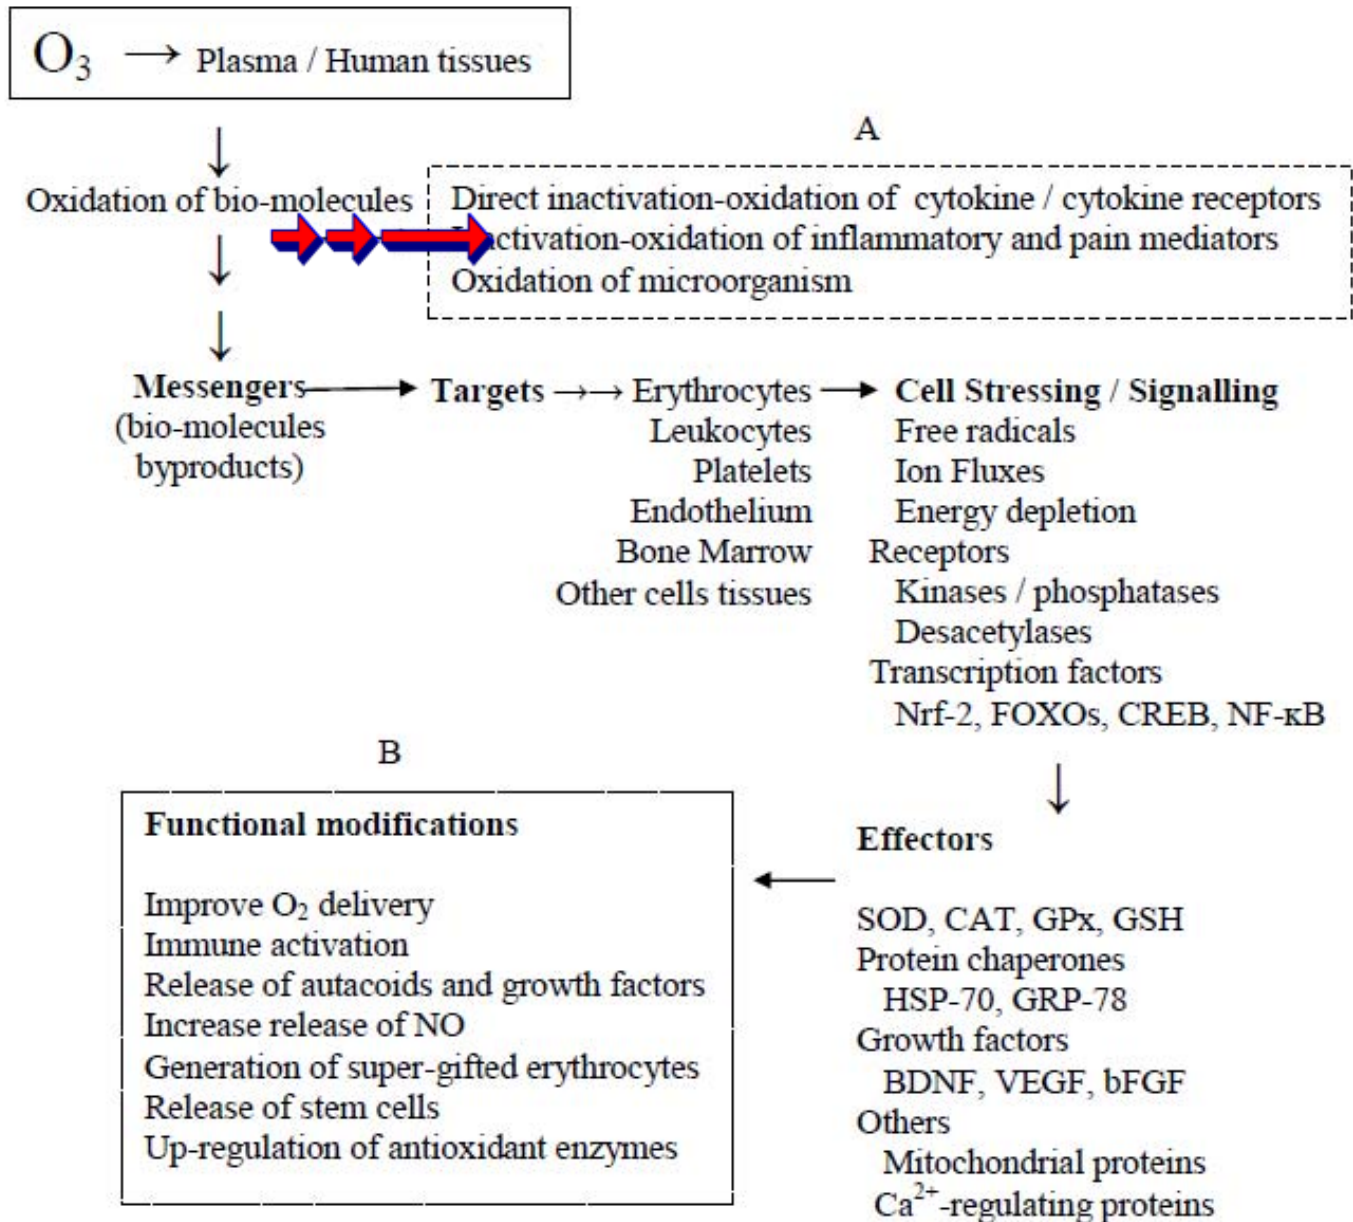 O3 → Plasma / Human tissues
A
Oxidation of bio-molecules
Direct inactivation-oxidation of cytokine / cytokine receptors
activation-oxidation of inflammatory and pain mediators
Oxidation of microorganism
Messengers
(bio-molecules
byproducts)
Targets →→ Erythrocytes
Leukocytes
Platelets
Endothelium
Bone Marrow
Other cells tissues
Cell Stressing / Signalling
Free radicals
Ion Fluxes
Energy depletion
Receptors
Kinases / phosphatases
Desacetylases
Transcription factors
Nrf-2, FOXOs, CREB, NF-κB
B
Functional modifications
Improve O2 delivery
Immune activation
Release of autacoids and growth factors
Increase release of NO
Generation of super-gifted erythrocytes
Release of stem cells
Up-regulation of antioxidant enzymes
Effectors
SOD, CAT, GPx, GSH
Protein chaperones
HSP-70, GRP-78
Growth factors
BDNF, VEGF, bFGF
Others
Mitochondrial proteins
Ca2+-regulating proteins